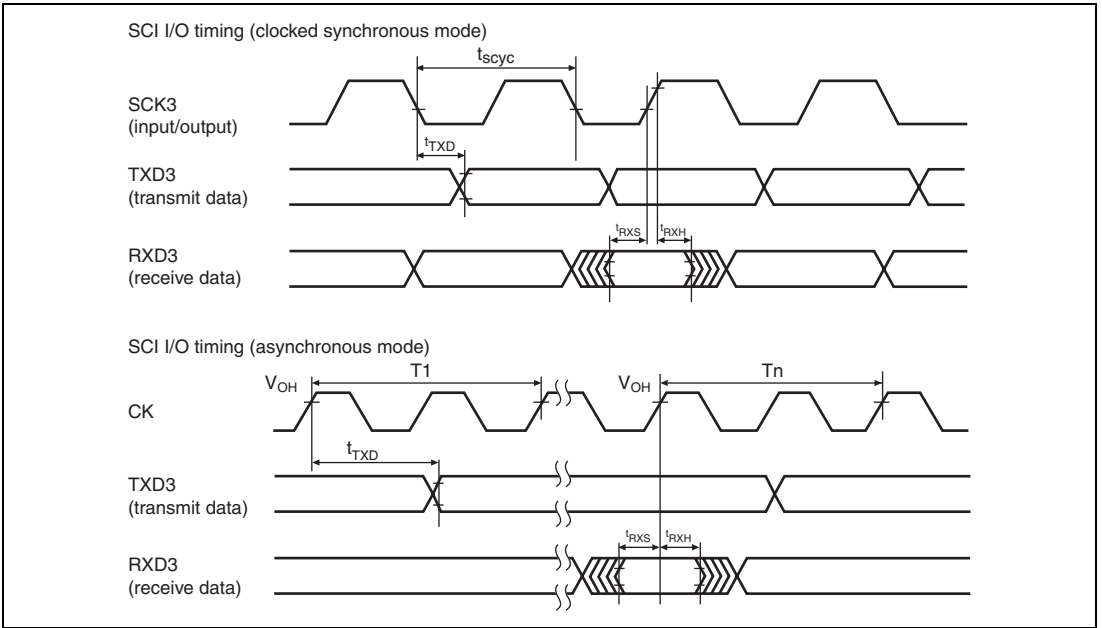 SCI I/O timing (clocked synchronous mode)
tscyc
SCK3
(input/output)
tTXD
TXD3
(transmit data)
tRXS tRXH
RXD3
(receive data)
SCI I/O timing (asynchronous mode)
VOH T1 VOH Tn
CK
tTXD
TXD3
(transmit data)
tRXS tRXH
RXD3
(receive data)